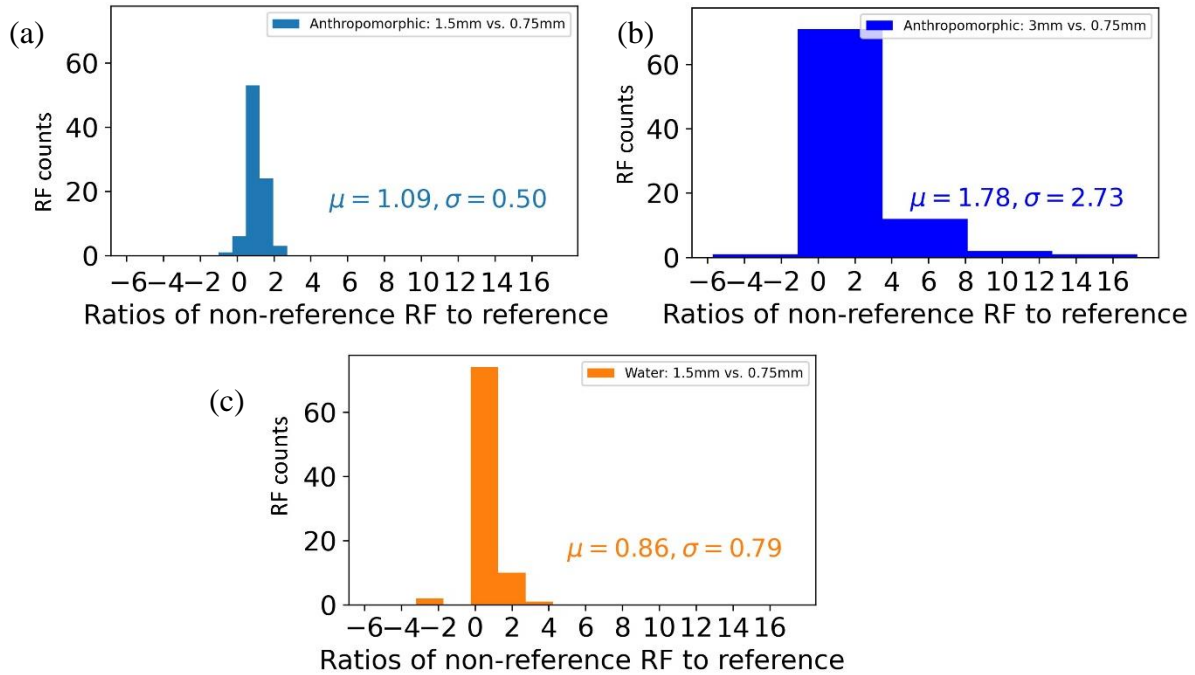 (a)
Anthropomorphic: 1.5mm vs. 0.75mm
60
40
20
0
RF counts
μ = 1.09, σ = 0.50
−6−4−2 0 2 4 6 8 10 12 14 16
Ratios of non-reference RF to reference
(b)
Anthropomorphic: 3mm vs. 0.75mm
60
40
20
0
RF counts
μ = 1.78, σ = 2.73
−6−4−2 0 2 4 6 8 10 12 14 16
Ratios of non-reference RF to reference
(c)
Water: 1.5mm vs. 0.75mm
60
40
20
0
RF counts
μ = 0.86, σ = 0.79
−6−4−2 0 2 4 6 8 10 12 14 16
Ratios of non-reference RF to reference